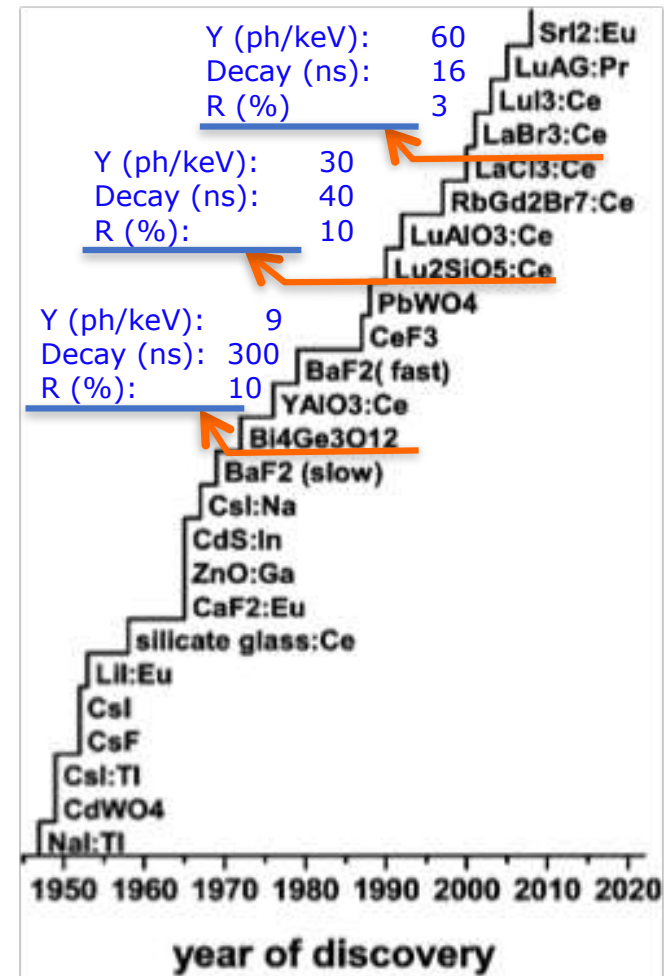 Y (ph/keV): 60
Decay (ns): 16
R (%) 3
Y (ph/keV): 30
Decay (ns): 40
R (%): 10
Y (ph/keV): 9
Decay (ns): 300
R (%): 10
SrI2:Eu
LuAG:Pr
LuI3:Ce
LaBr3:Ce
LaCl3:Ce
RbGd2Br7:Ce
LuAlO3:Ce
Lu2SiO5:Ce
PbWO4
CeF3
BaF2( fast)
YAlO3:Ce
Bi4Ge3O12
BaF2 (slow)
CsI:Na
CdS:In
ZnO:Ga
CaF2:Eu
silicate glass:Ce
LiI:Eu
CsI
CsF
CsI:Tl
CdWO4
NaI:Tl
1950 1960 1970 1980 1990 2000 2010 2020
year of discovery